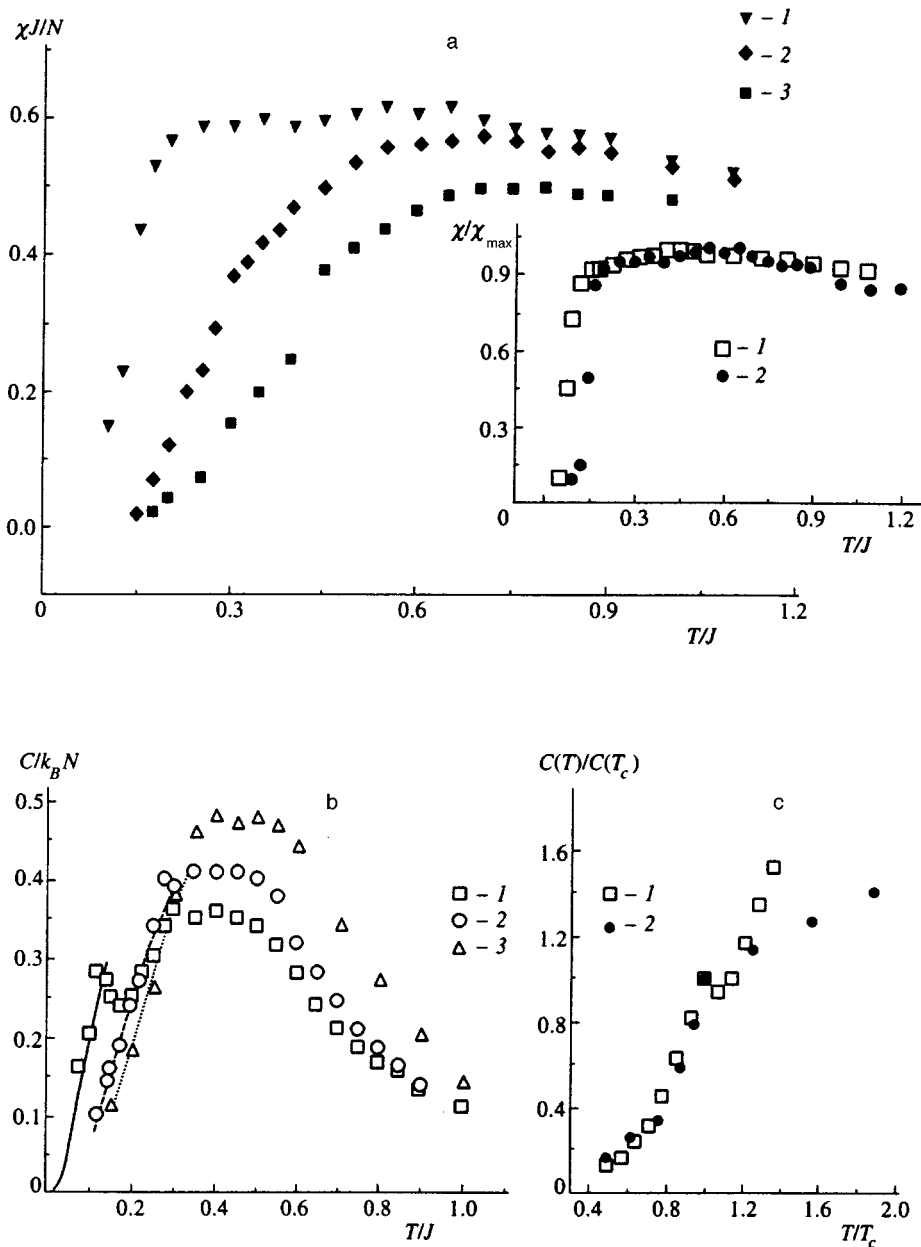 χJ/N
a
▼ – 1
◆ – 2
■ – 3
0.6
0.4
0.2
0.0
0 0.3 0.6 0.9 1.2
T/J
χ/χmax
0.9
0.6
0.3
□ – 1
● – 2
0 0.3 0.6 0.9 1.2
T/J
C/kBN
b
0.5
0.4
0.3
0.2
0.1
0
□ – 1
○ – 2
△ – 3
0.2 0.4 0.6 0.8 1.0
T/J
C(T)/C(Tc)
c
1.6
1.2
0.8
0.4
0
□ – 1
● – 2
0.4 0.8 1.2 1.6 2.0
T/Tc